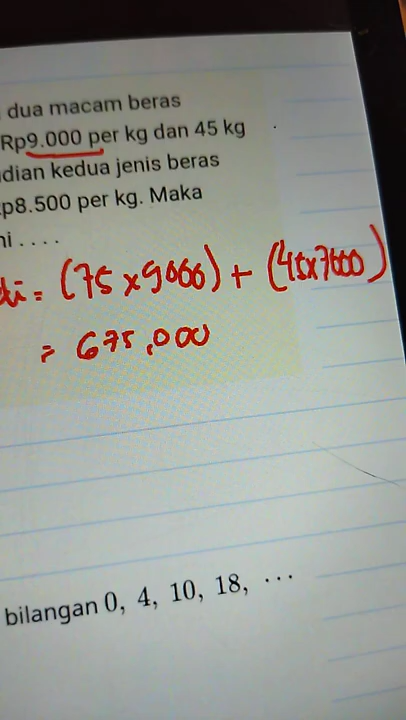 dua macam beras
Rp9.000 per kg dan 45 kg
dian kedua jenis beras
p8.500 per kg. Maka
ni . . . .
di = (75 x 9000) + (45x7000)
= 675.000
bilangan 0, 4, 10, 18, ⋯